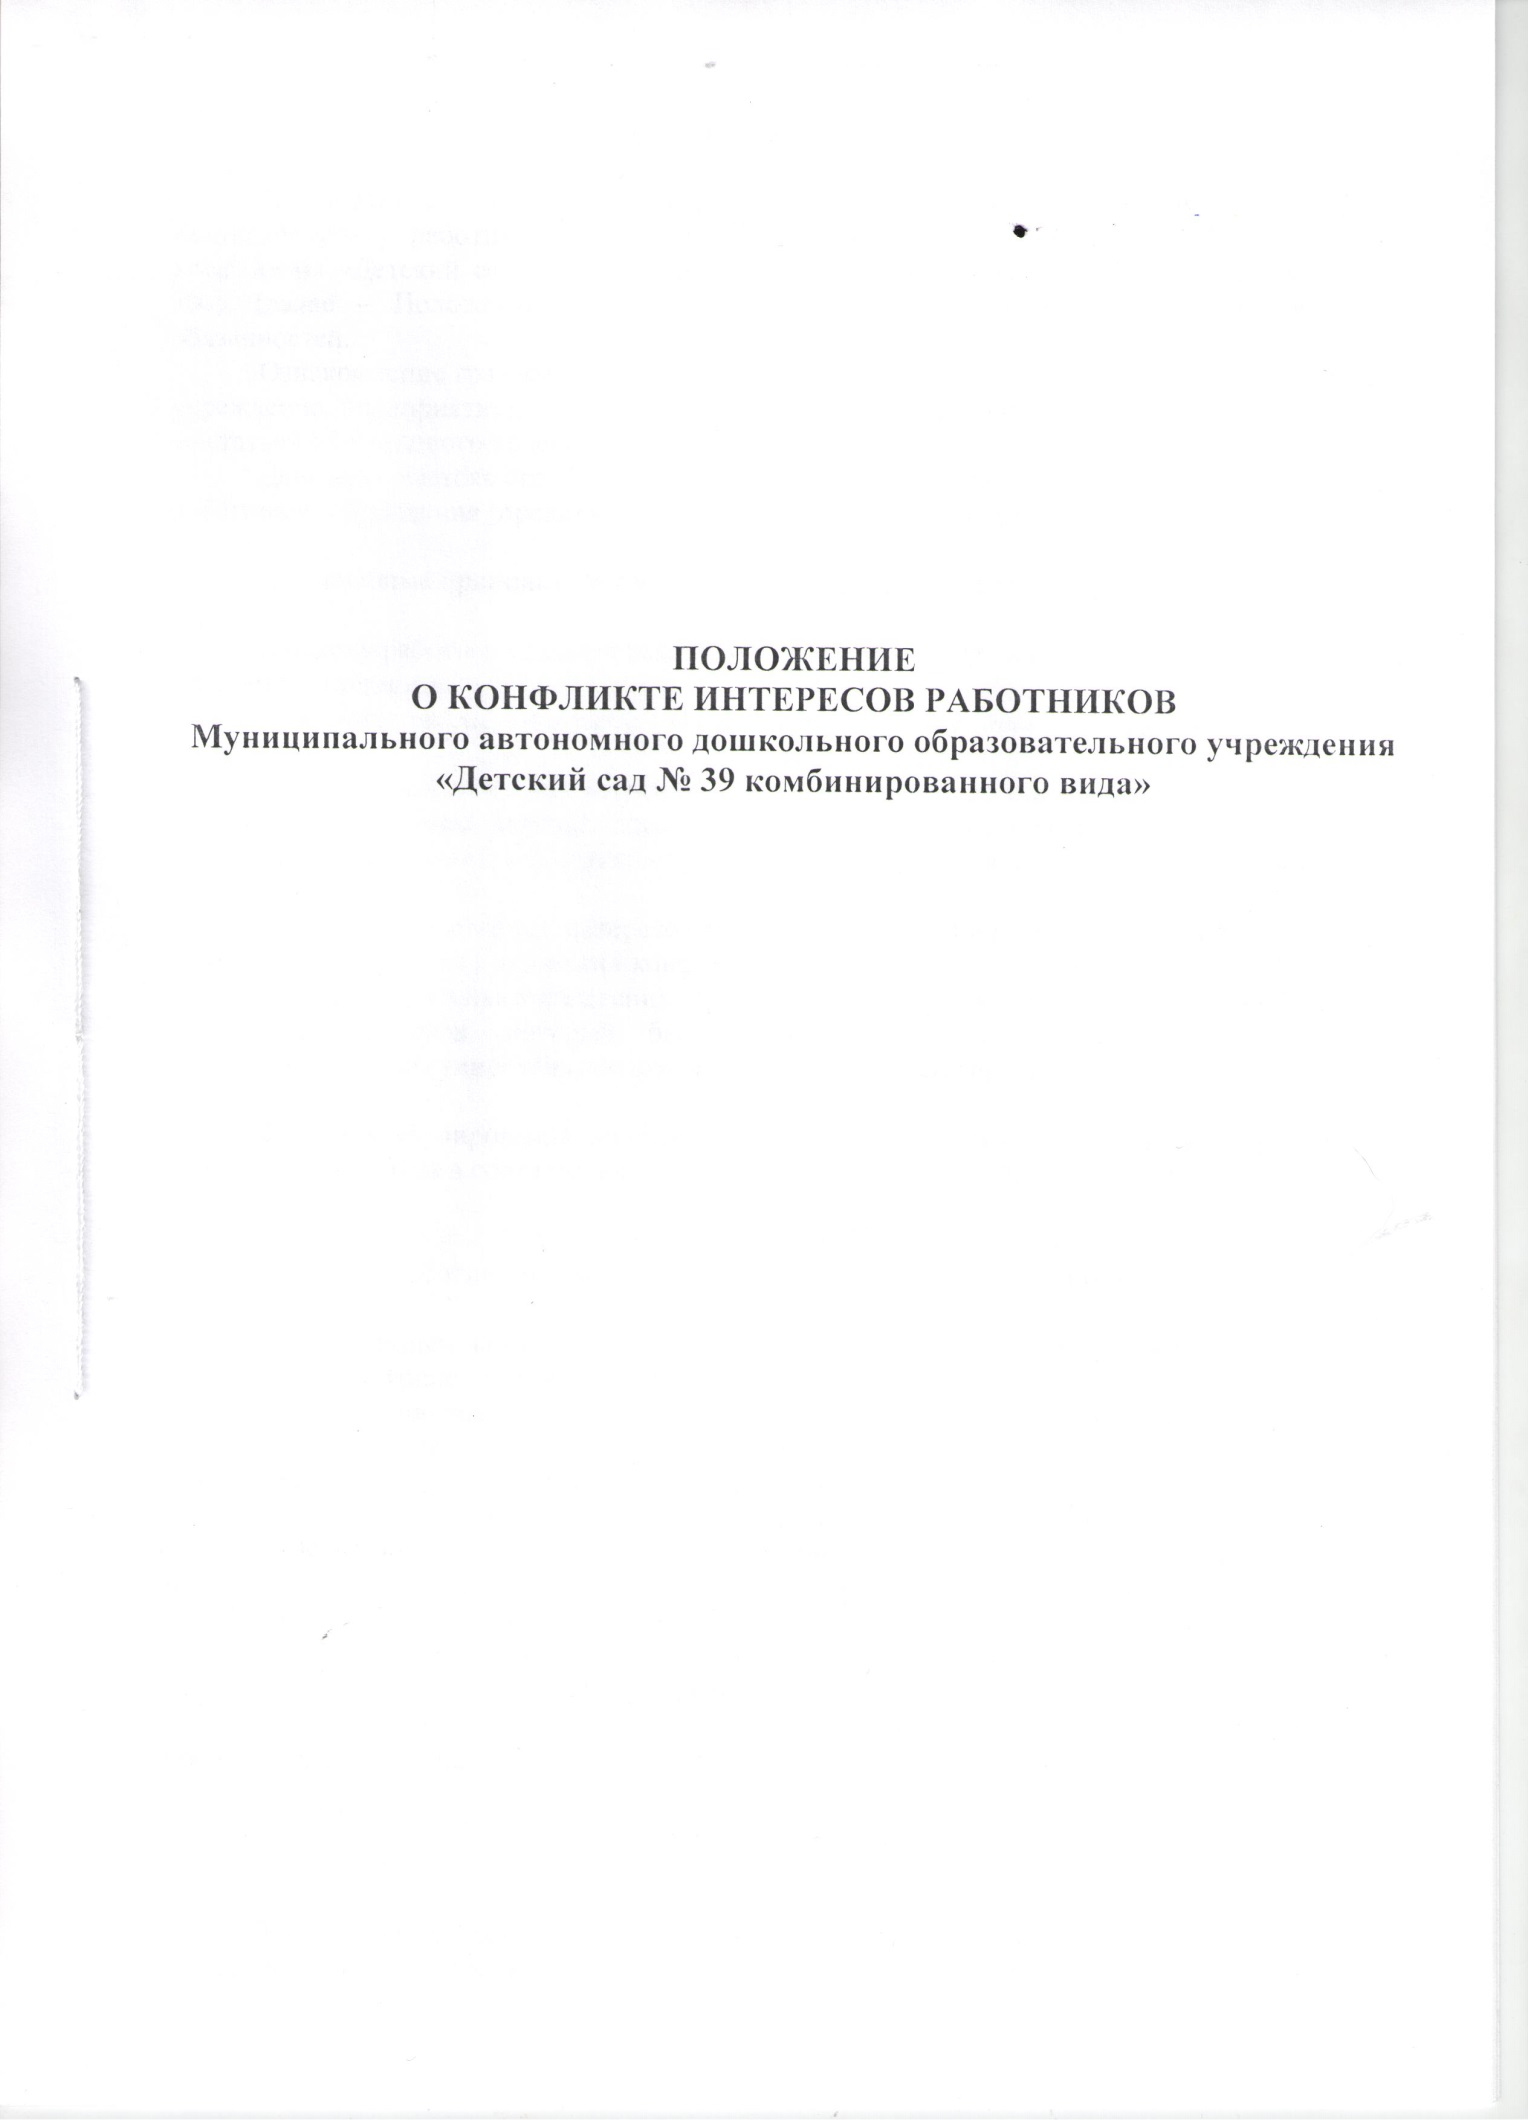 ПОЛОЖЕНИЕ
О КОНФЛИКТЕ ИНТЕРЕСОВ РАБОТНИКОВ
Муниципального автономного дошкольного образовательного учреждения
«Детский сад № 39 комбинированного вида»